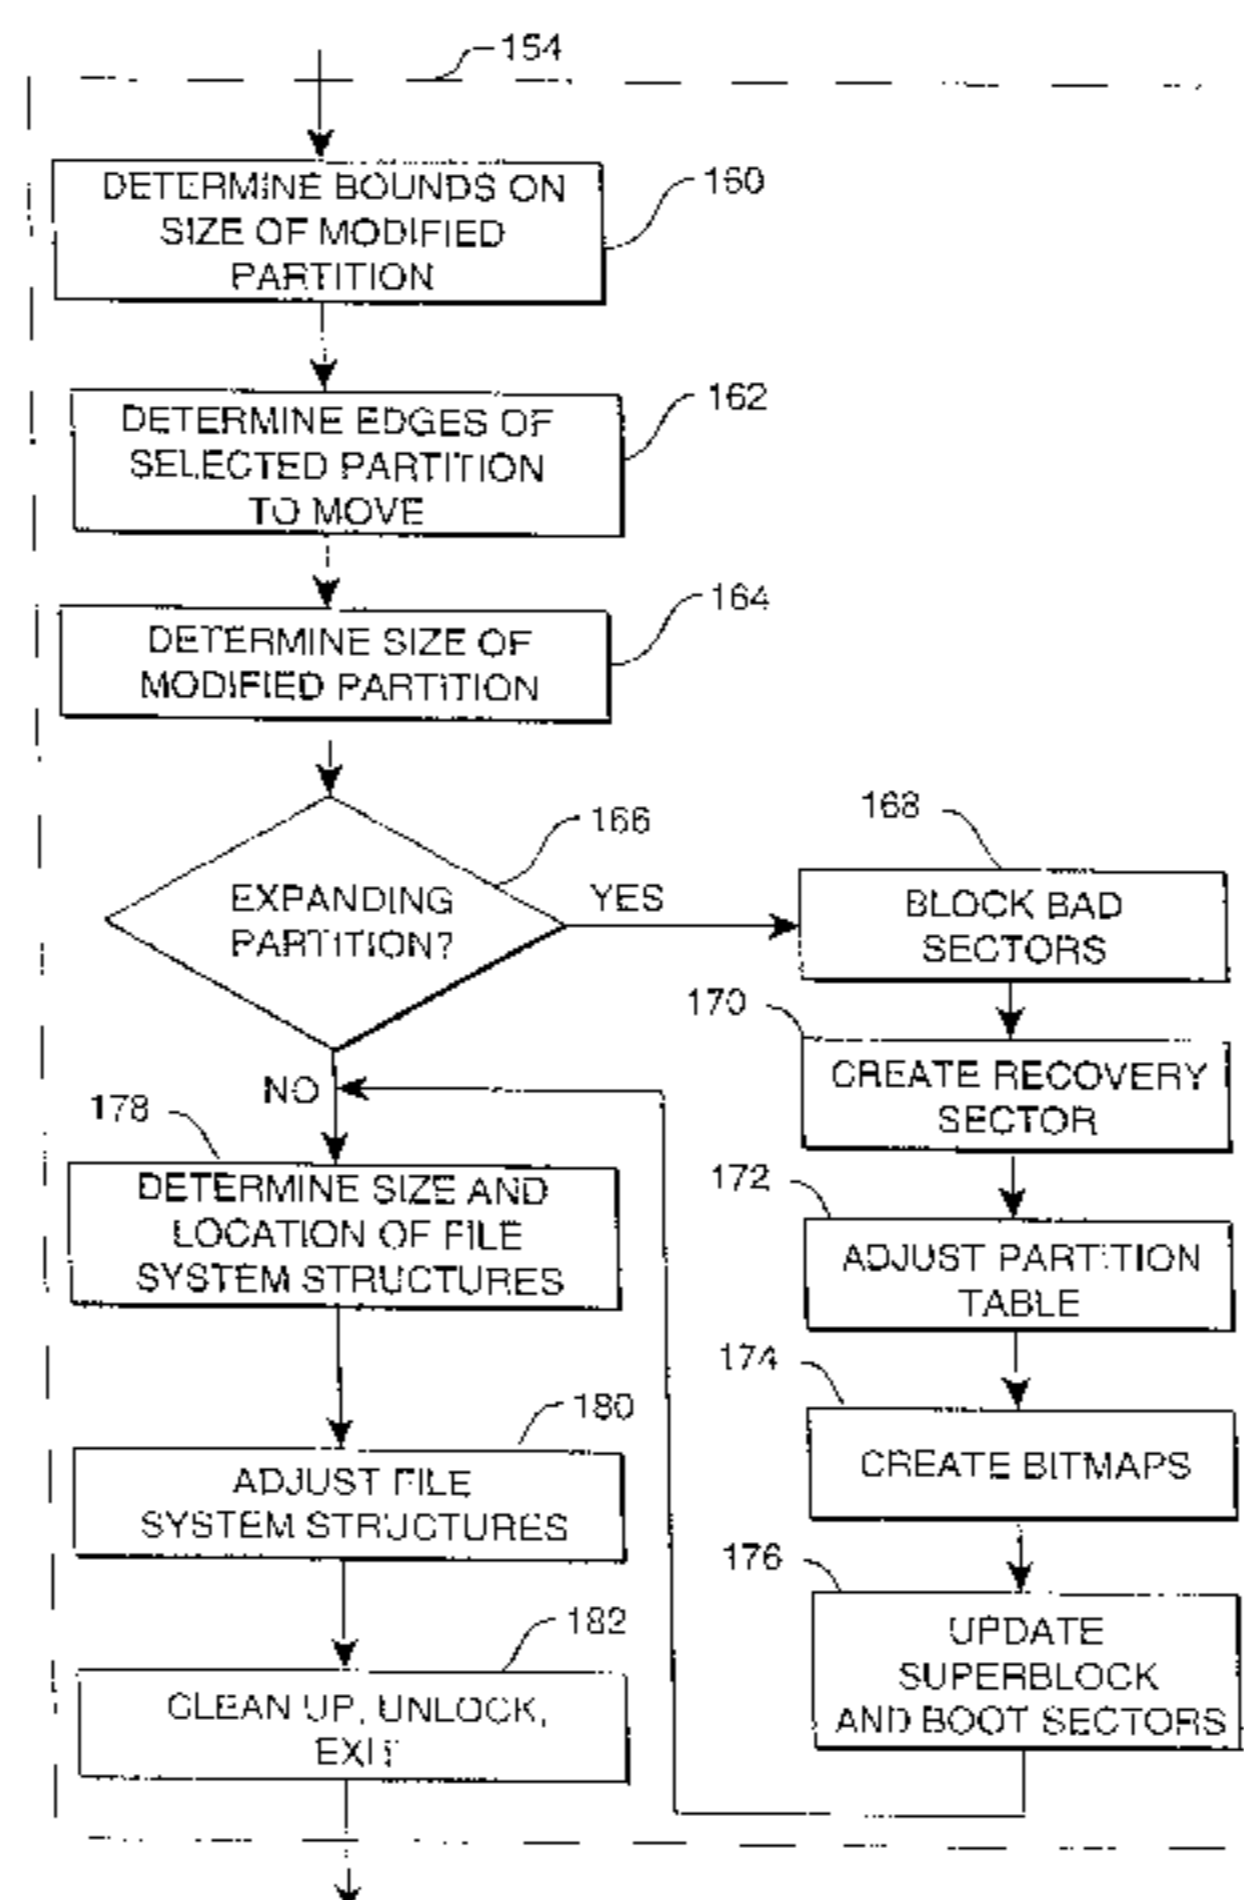 154
DETERMINE BOUNDS ON
SIZE OF MODIFIED
PARTITION
160
DETERMINE EDGES OF
SELECTED PARTITION
TO MOVE
162
DETERMINE SIZE OF
MODIFIED PARTITION
164
EXPANDING
PARTITION?
166
YES
NO
168
BLOCK BAD
SECTORS
170
CREATE RECOVERY
SECTOR
172
ADJUST PARTITION
TABLE
174
CREATE BITMAPS
176
UPDATE
SUPERBLOCK
AND BOOT SECTORS
178
DETERMINE SIZE AND
LOCATION OF FILE
SYSTEM STRUCTURES
180
ADJUST FILE
SYSTEM STRUCTURES
182
CLEAN UP, UNLOCK,
EXIT